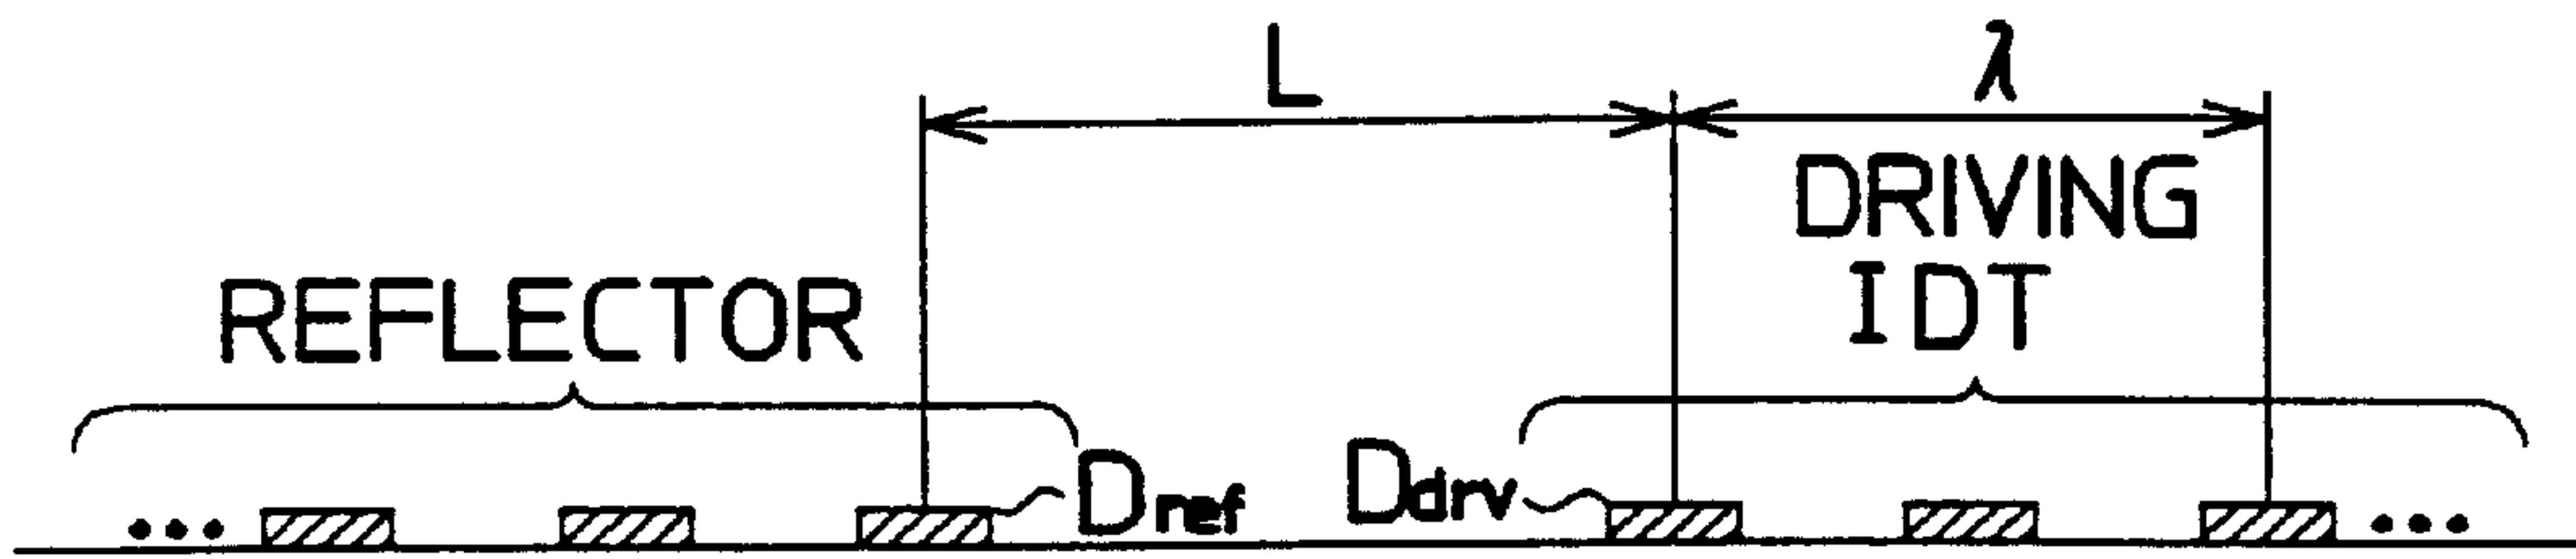 L
λ
DRIVING
IDT
REFLECTOR
Dref
Ddrv